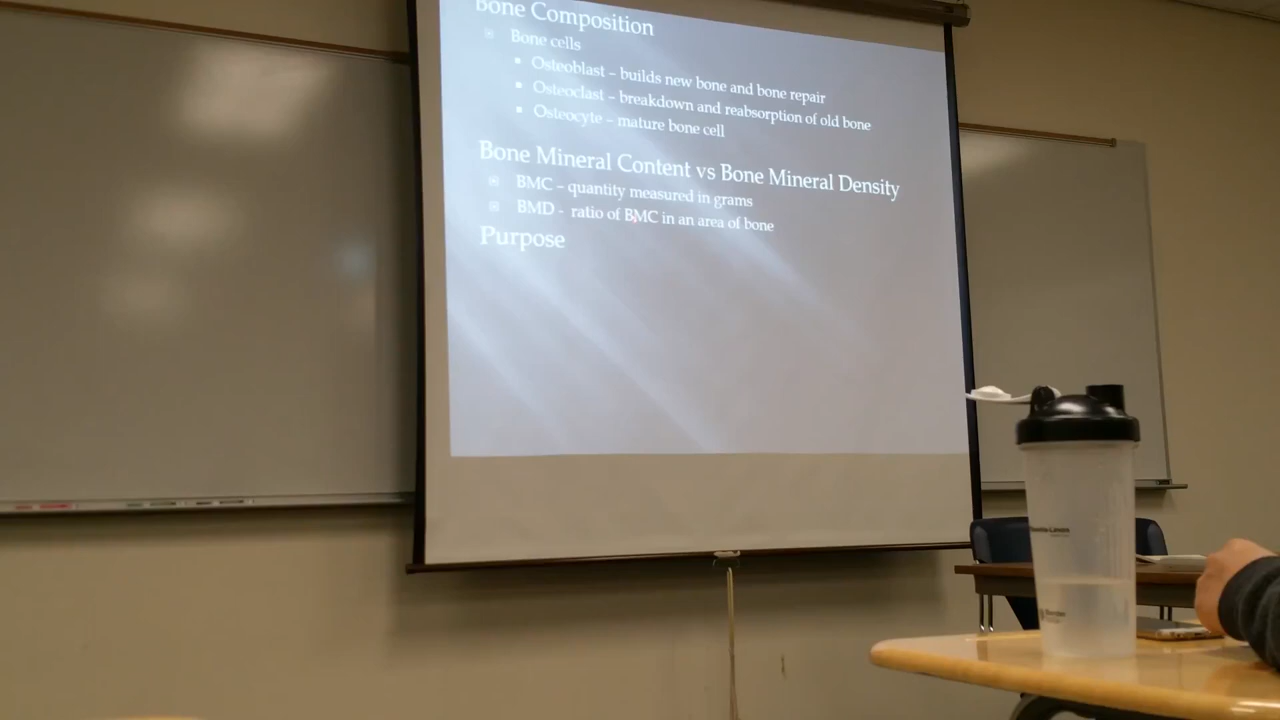 Bone Composition
Bone cells
Osteoblast – builds new bone and bone repair
Osteoclast – breakdown and reabsorption of old bone
Osteocyte – mature bone cell
Bone Mineral Content vs Bone Mineral Density
BMC – quantity measured in grams
BMD - ratio of BMC in an area of bone
Purpose